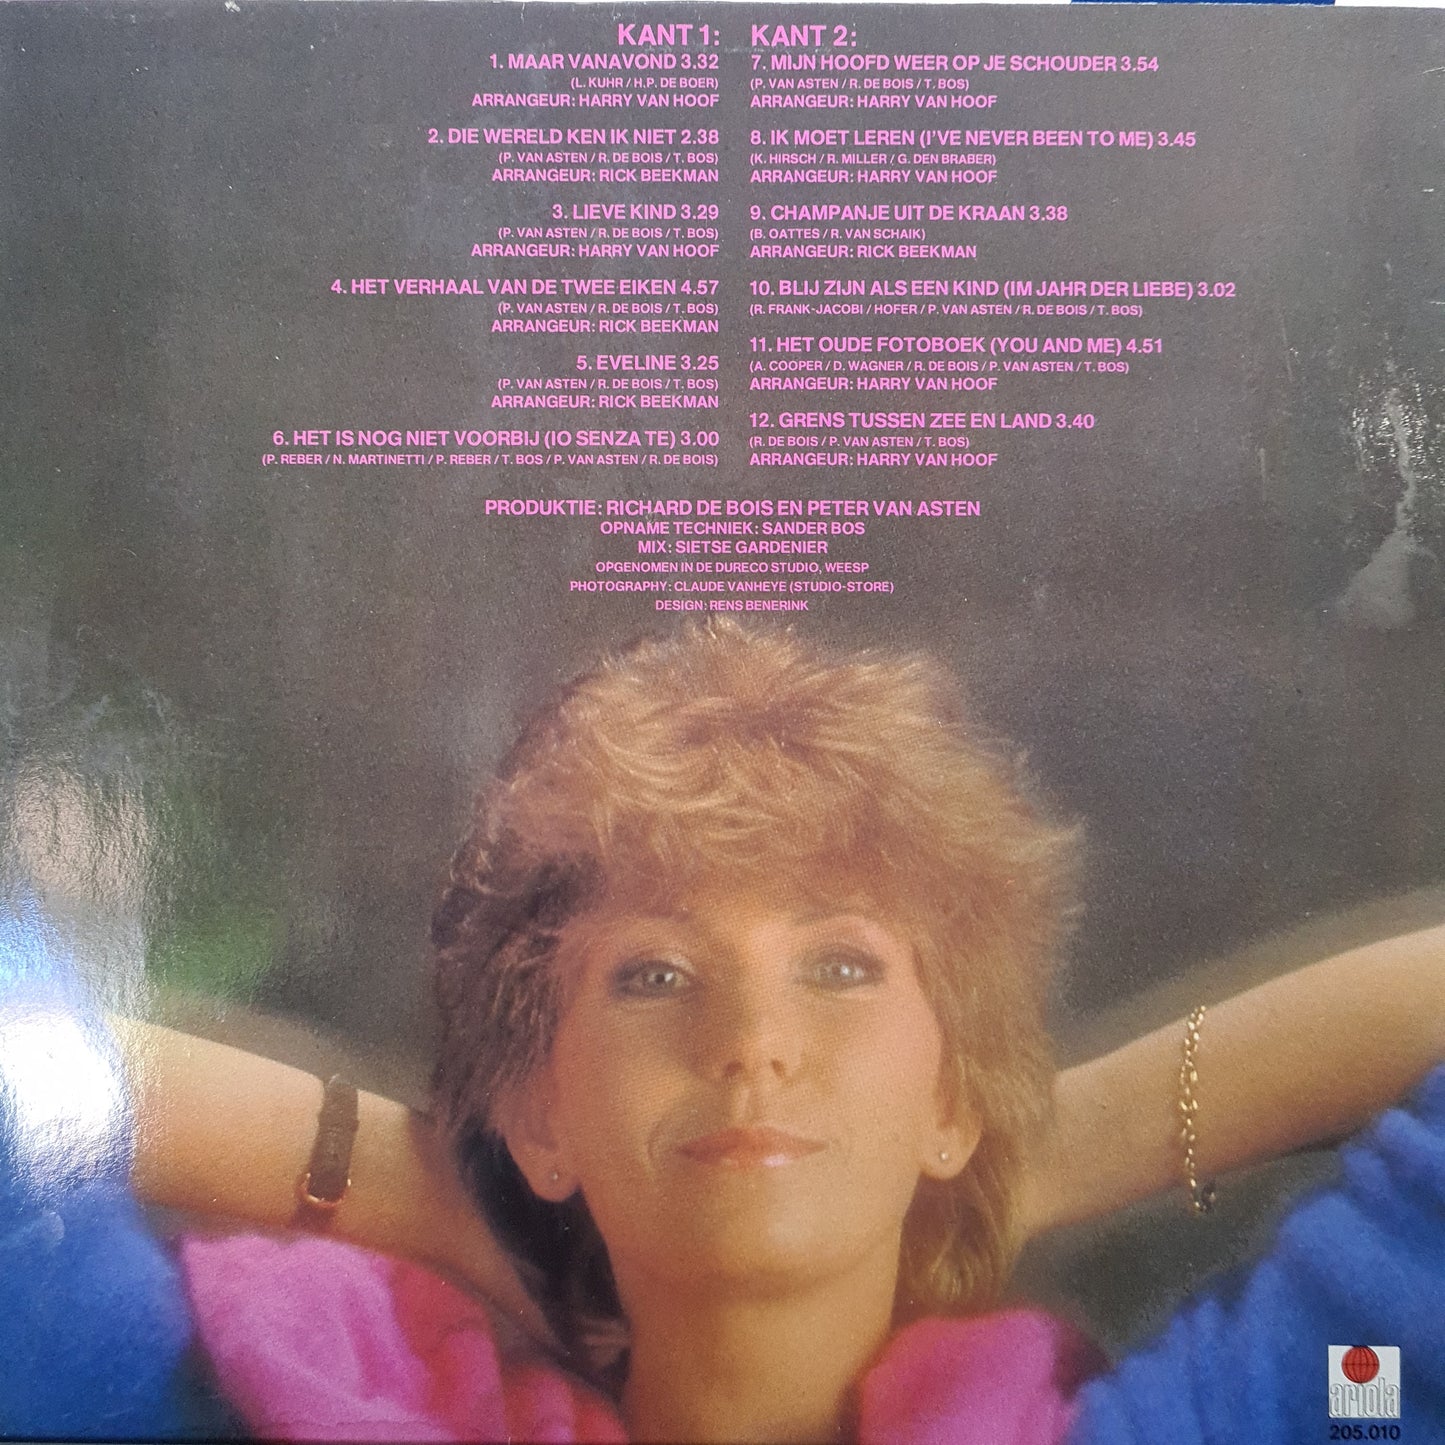 KANT 1:
1. MAAR VANAVOND 3.32
(L. KUHR / H.P. DE BOER)
ARRANGEUR: HARRY VAN HOOF
2. DIE WERELD KEN IK NIET 2.38
(P. VAN ASTEN / R. DE BOIS / T. BOS)
ARRANGEUR: RICK BEEKMAN
3. LIEVE KIND 3.29
(P. VAN ASTEN / R. DE BOIS / T. BOS)
ARRANGEUR: HARRY VAN HOOF
4. HET VERHAAL VAN DE TWEE EIKEN 4.57
(P. VAN ASTEN / R. DE BOIS / T. BOS)
ARRANGEUR: RICK BEEKMAN
5. EVELINE 3.25
(P. VAN ASTEN / R. DE BOIS / T. BOS)
ARRANGEUR: RICK BEEKMAN
6. HET IS NOG NIET VOORBIJ (IO SENZA TE) 3.00
(P. REBER / N. MARTINETTI / P. REBER / T. BOS / P. VAN ASTEN / R. DE BOIS)
KANT 2:
7. MIJN HOOFD WEER OP JE SCHOUDER 3.54
(P. VAN ASTEN / R. DE BOIS / T. BOS)
ARRANGEUR: HARRY VAN HOOF
8. IK MOET LEREN (I'VE NEVER BEEN TO ME) 3.45
(K. HIRSCH / R. MILLER / G. DEN BRABER)
ARRANGEUR: HARRY VAN HOOF
9. CHAMPANJE UIT DE KRAAN 3.38
(B. OATTES / R. VAN SCHAIK)
ARRANGEUR: RICK BEEKMAN
10. BLIJ ZIJN ALS EEN KIND (IM JAHR DER LIEBE) 3.02
(R. FRANK-JACOBI / HOFER / P. VAN ASTEN / R. DE BOIS / T. BOS)
11. HET OUDE FOTOBOEK (YOU AND ME) 4.51
(A. COOPER / D. WAGNER / R. DE BOIS / P. VAN ASTEN / T. BOS)
ARRANGEUR: HARRY VAN HOOF
12. GRENS TUSSEN ZEE EN LAND 3.40
(R. DE BOIS / P. VAN ASTEN / T. BOS)
ARRANGEUR: HARRY VAN HOOF
PRODUKTIE: RICHARD DE BOIS EN PETER VAN ASTEN
OPNAME TECHNIEK: SANDER BOS
MIX: SIETSE GARDENIER
OPGENOMEN IN DE DURECO STUDIO, WEESP
PHOTOGRAPHY: CLAUDE VANHEYE (STUDIO-STORE)
DESIGN: RENS BENERINK
ariola
205.010